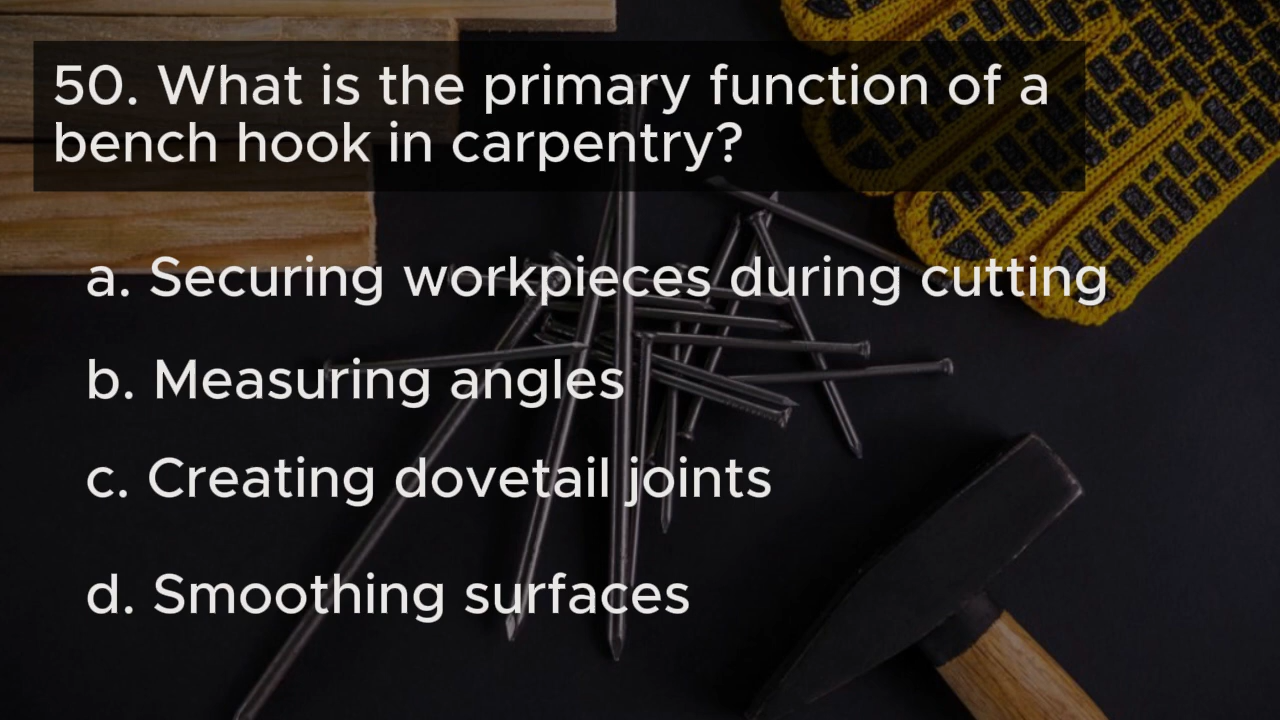 50. What is the primary function of a
bench hook in carpentry?
a. Securing workpieces during cutting
b. Measuring angles
c. Creating dovetail joints
d. Smoothing surfaces